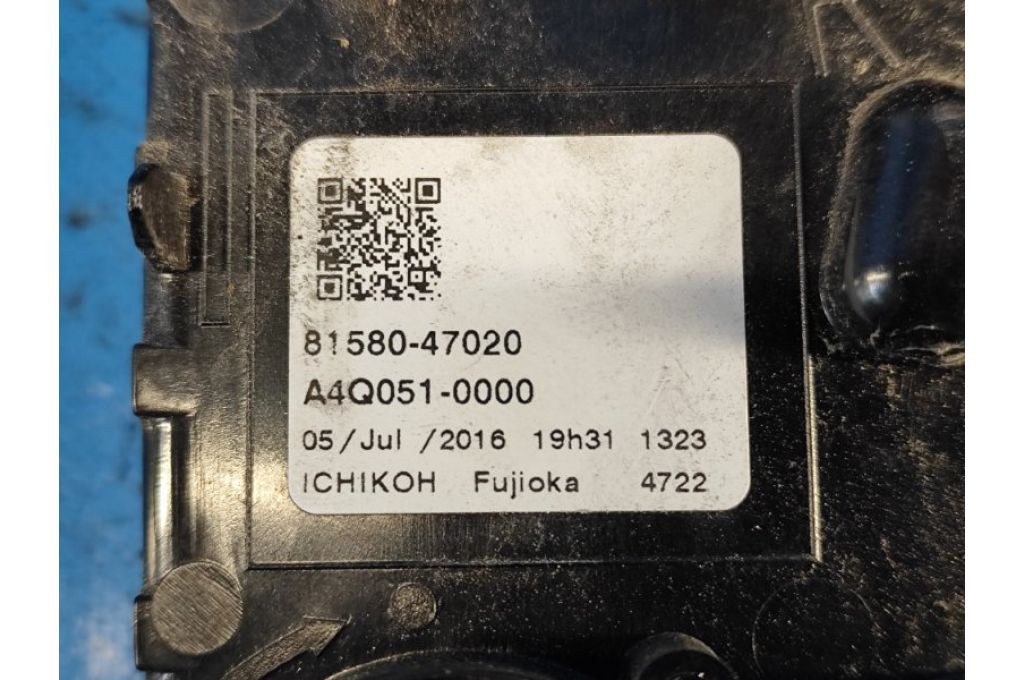 81580-47020
A4Q051-0000
05/Jul /2016 19h31 1323
ICHIKOH Fujioka 4722